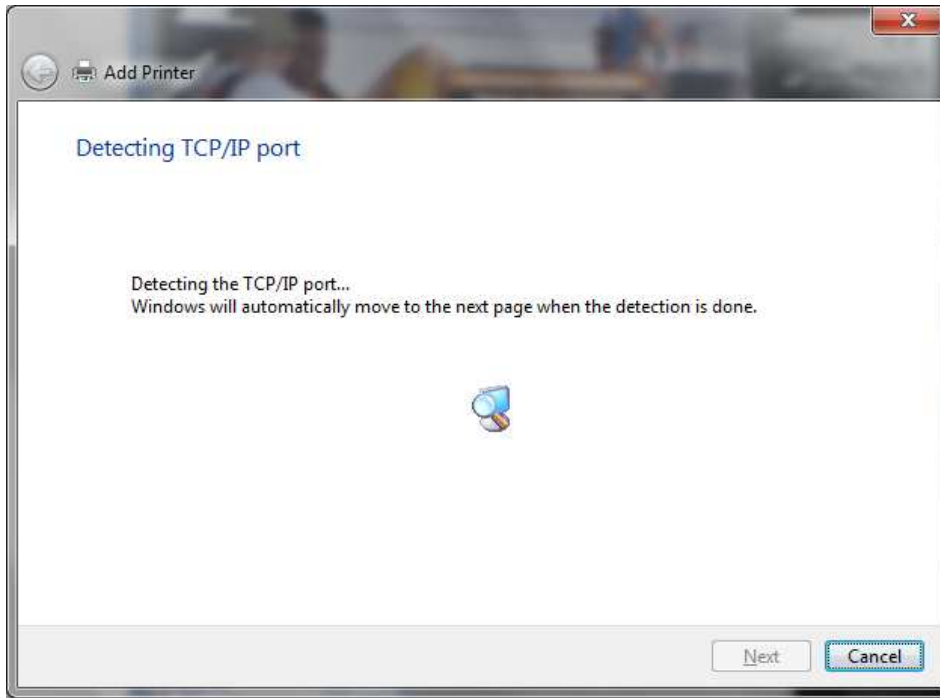 Add Printer
Detecting TCP/IP port
Detecting the TCP/IP port...
Windows will automatically move to the next page when the detection is done.
Next
Cancel